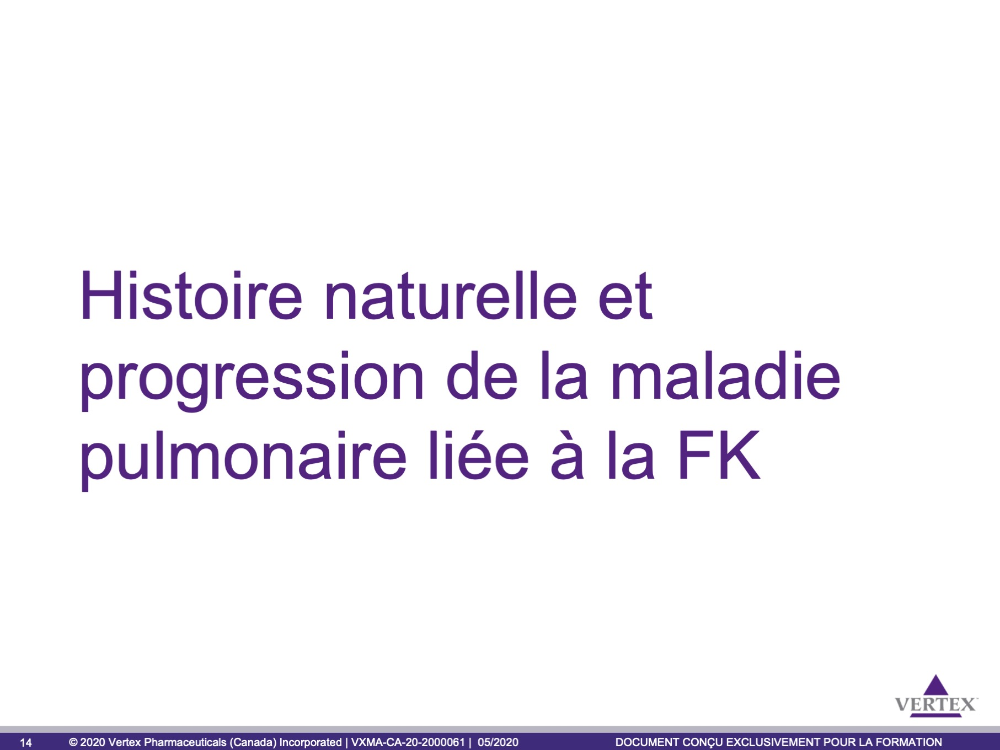 Histoire naturelle et
progression de la maladie
pulmonaire liée à la FK
VERTEX
14 © 2020 Vertex Pharmaceuticals (Canada) Incorporated | VXMA-CA-20-2000061 | 05/2020 DOCUMENT CONÇU EXCLUSIVEMENT POUR LA FORMATION